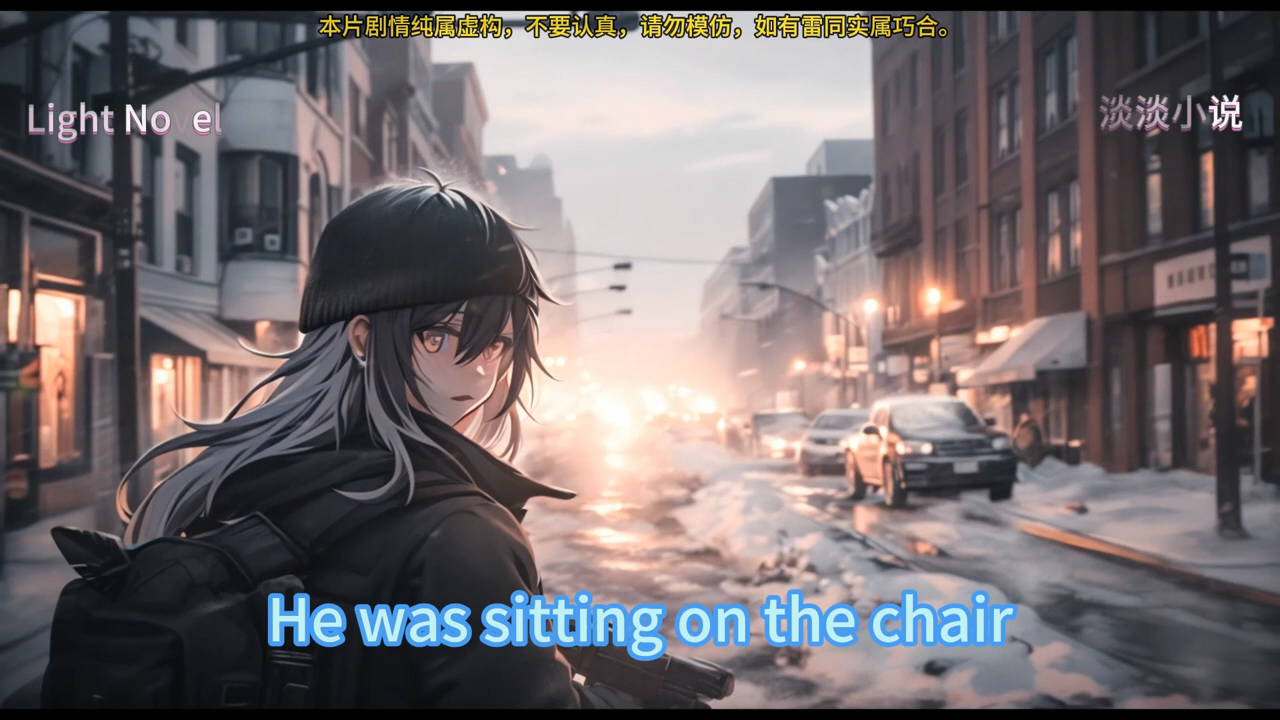 本片剧情纯属虚构，不要认真，请勿模仿，如有雷同实属巧合。
Light Novel
淡淡小说
He was sitting on the chair